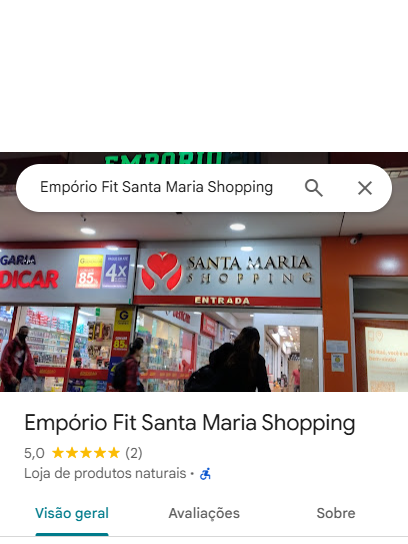 EMPÓRIO
Empório Fit Santa Maria Shopping
GARIA
DICAR
85
4X
SANTA MARIA
SHOPPING
ENTRADA
85
Empório Fit Santa Maria Shopping
5,0 (2)
Loja de produtos naturais •
Visão geral
Avaliações
Sobre